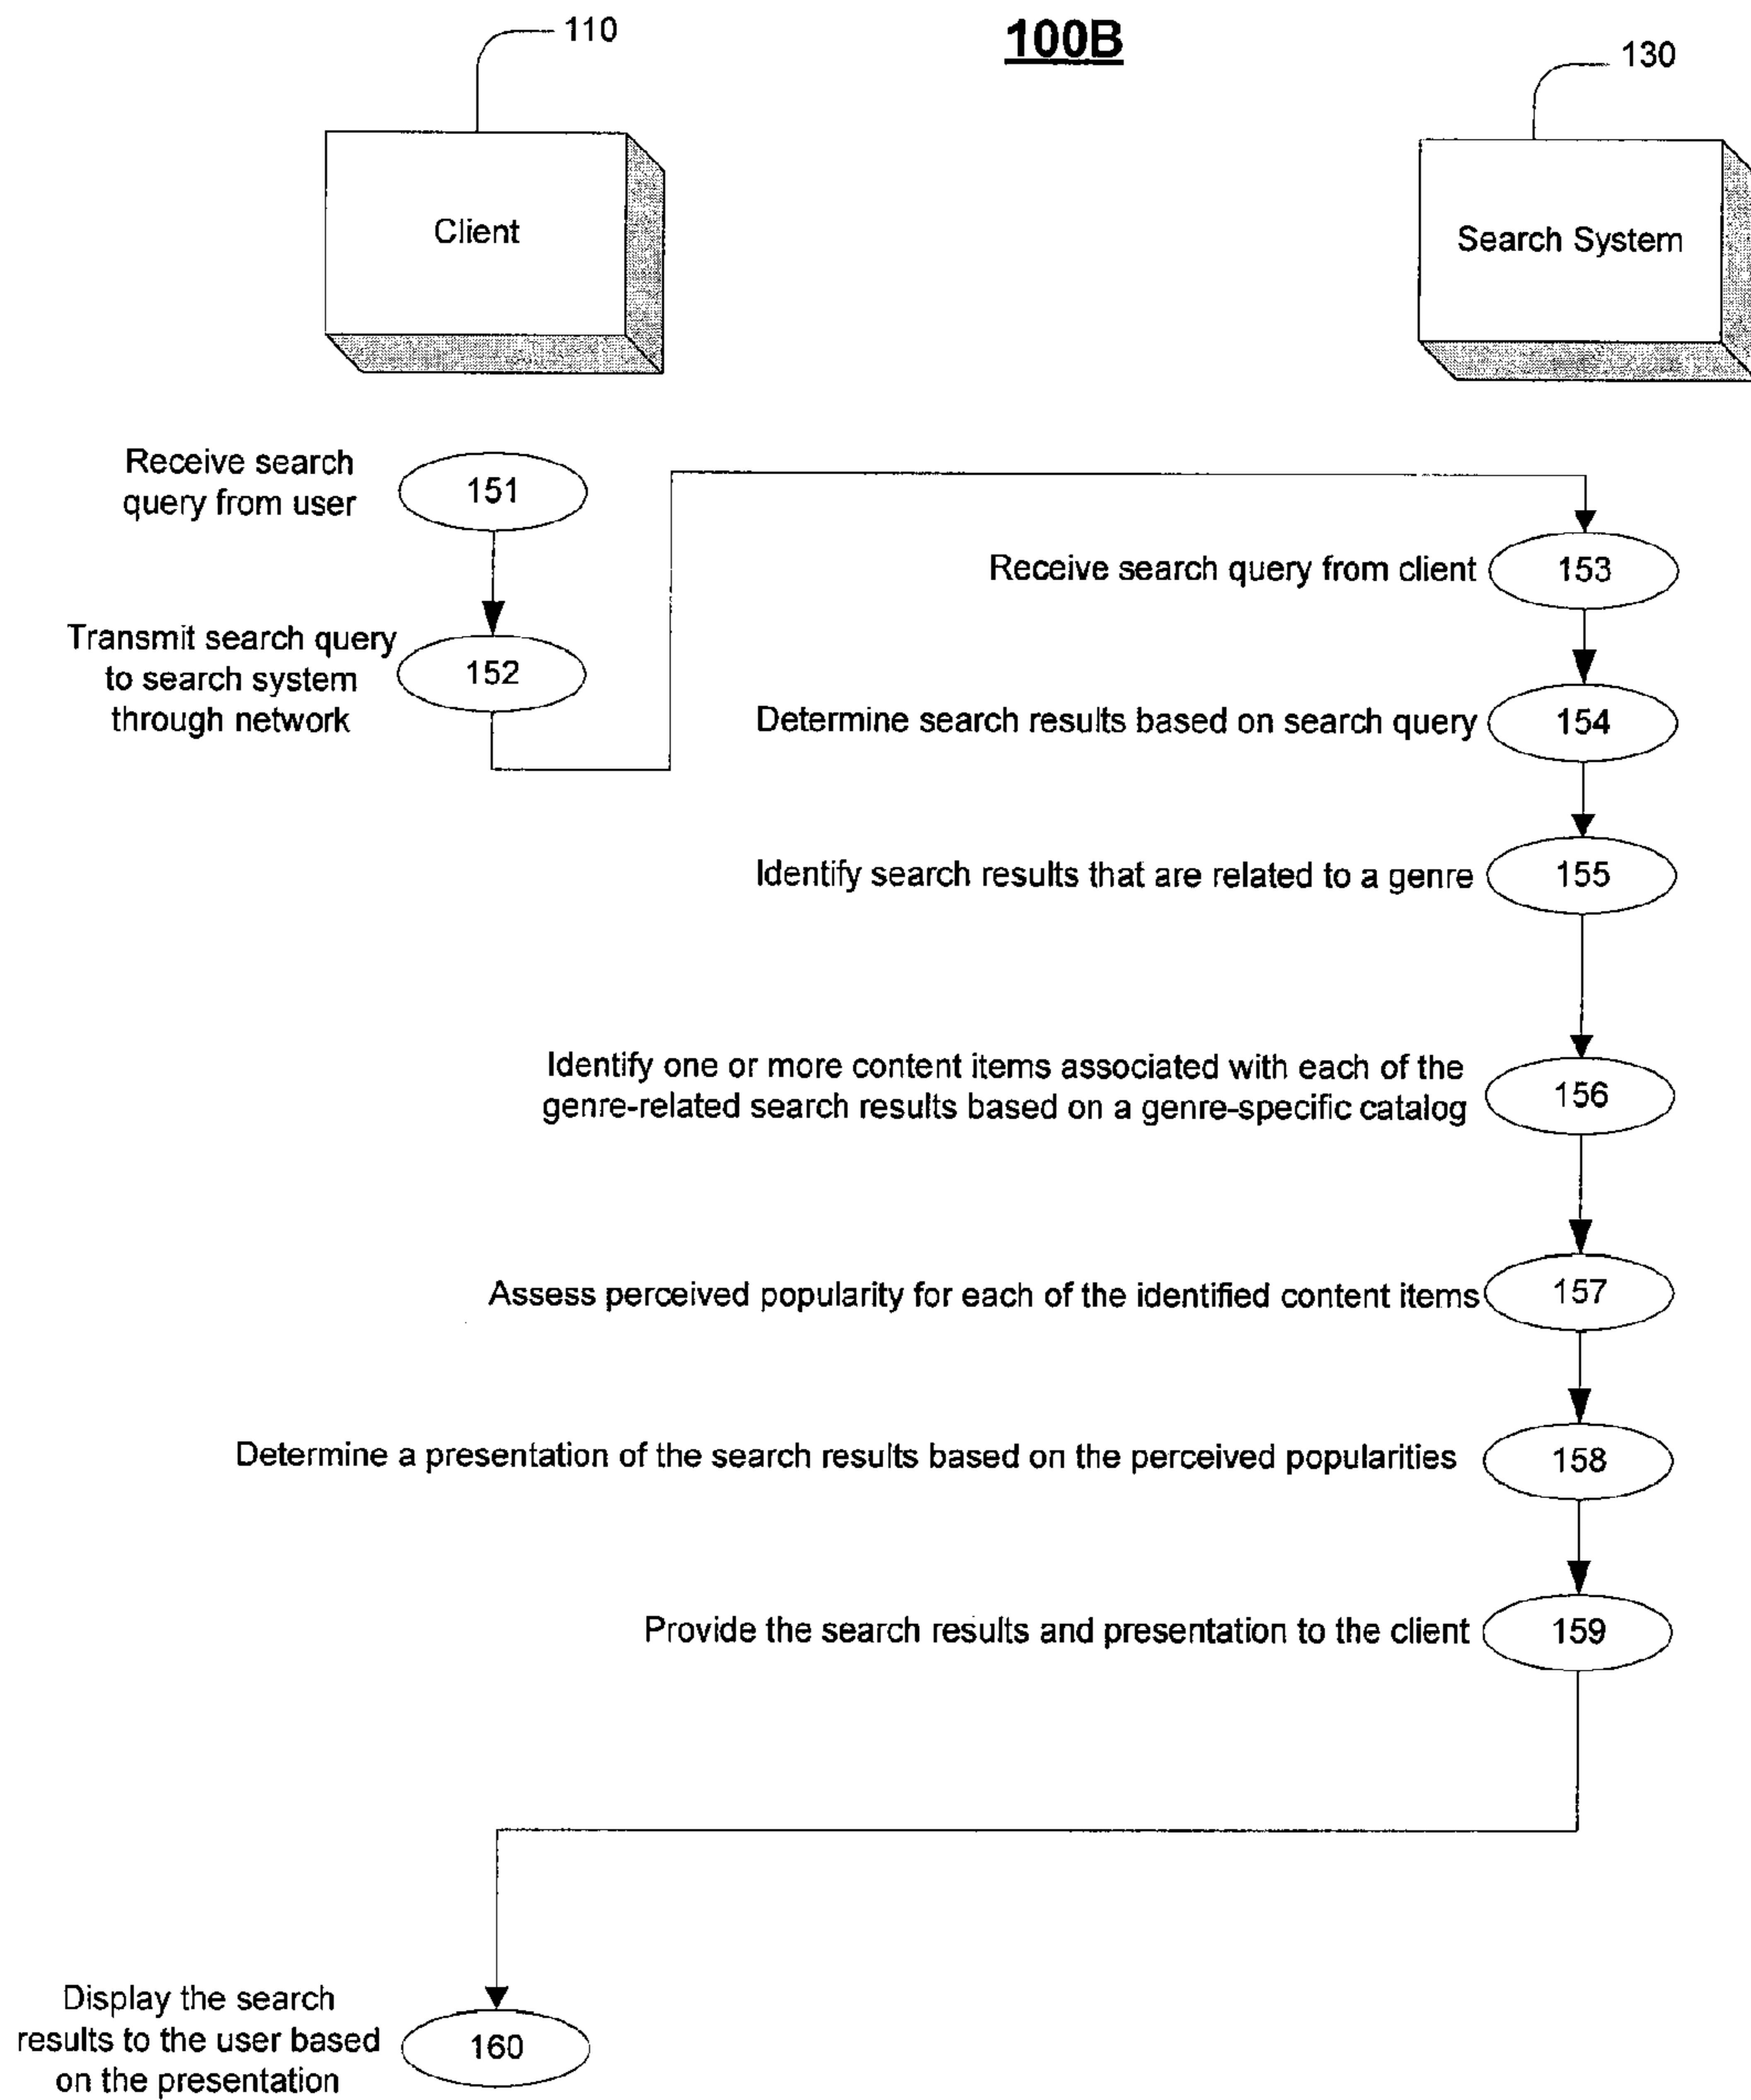 110
100B
130
Client
Search System
Receive search
query from user
151
Receive search query from client
153
Transmit search query
to search system
through network
152
Determine search results based on search query
154
Identify search results that are related to a genre
155
Identify one or more content items associated with each of the
genre-related search results based on a genre-specific catalog
156
Assess perceived popularity for each of the identified content items
157
Determine a presentation of the search results based on the perceived popularities
158
Provide the search results and presentation to the client
159
Display the search
results to the user based
on the presentation
160